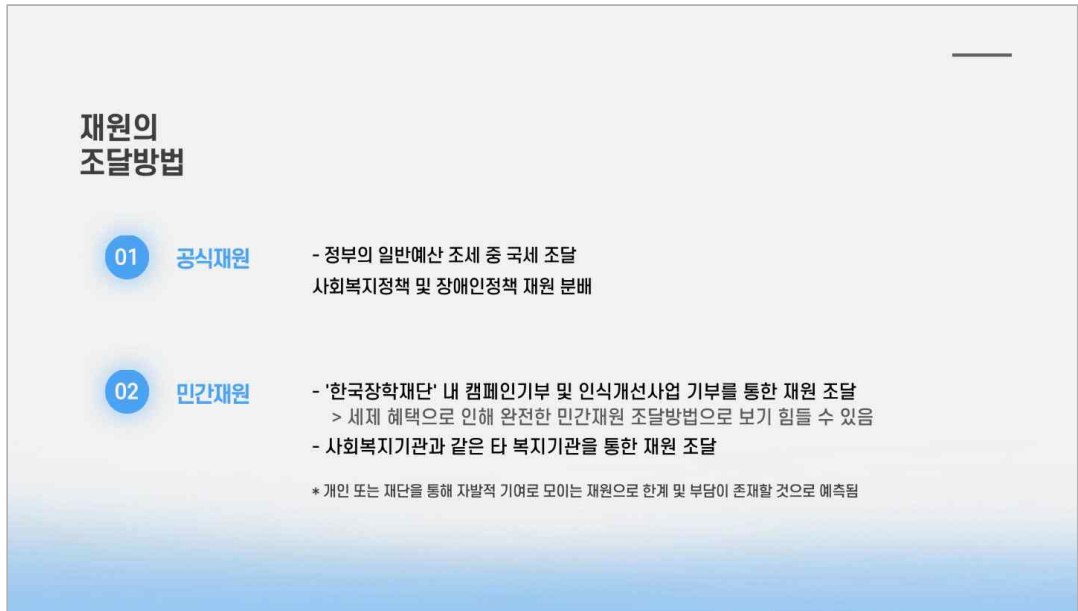 재원의
조달방법
01
공식재원
- 정부의 일반예산 조세 중 국세 조달
사회복지정책 및 장애인정책 재원 분배
02
민간재원
- '한국장학재단' 내 캠페인기부 및 인식개선사업 기부를 통한 재원 조달
> 세제 혜택으로 인해 완전한 민간재원 조달방법으로 보기 힘들 수 있음
- 사회복지기관과 같은 타 복지기관을 통한 재원 조달
* 개인 또는 재단을 통해 자발적 기여로 모이는 재원으로 한계 및 부담이 존재할 것으로 예측됨